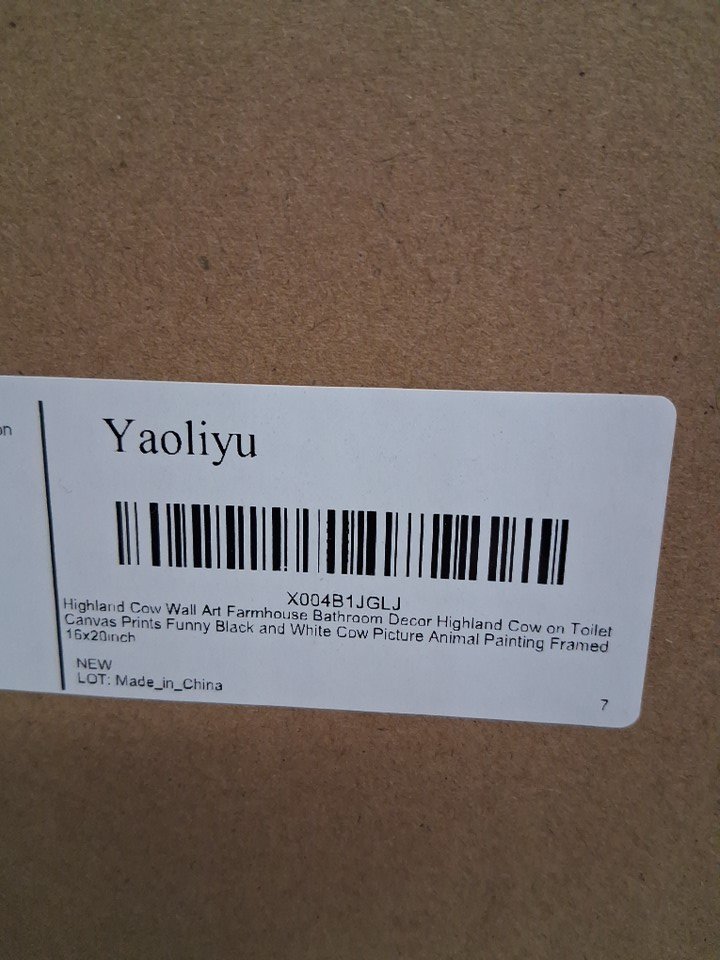 on
Yaoliyu
X004B1JGLJ
Highland Cow Wall Art Farmhouse Bathroom Decor Highland Cow on Toilet
Canvas Prints Funny Black and White Cow Picture Animal Painting Framed
16x20inch
NEW
LOT: Made_in_China
7